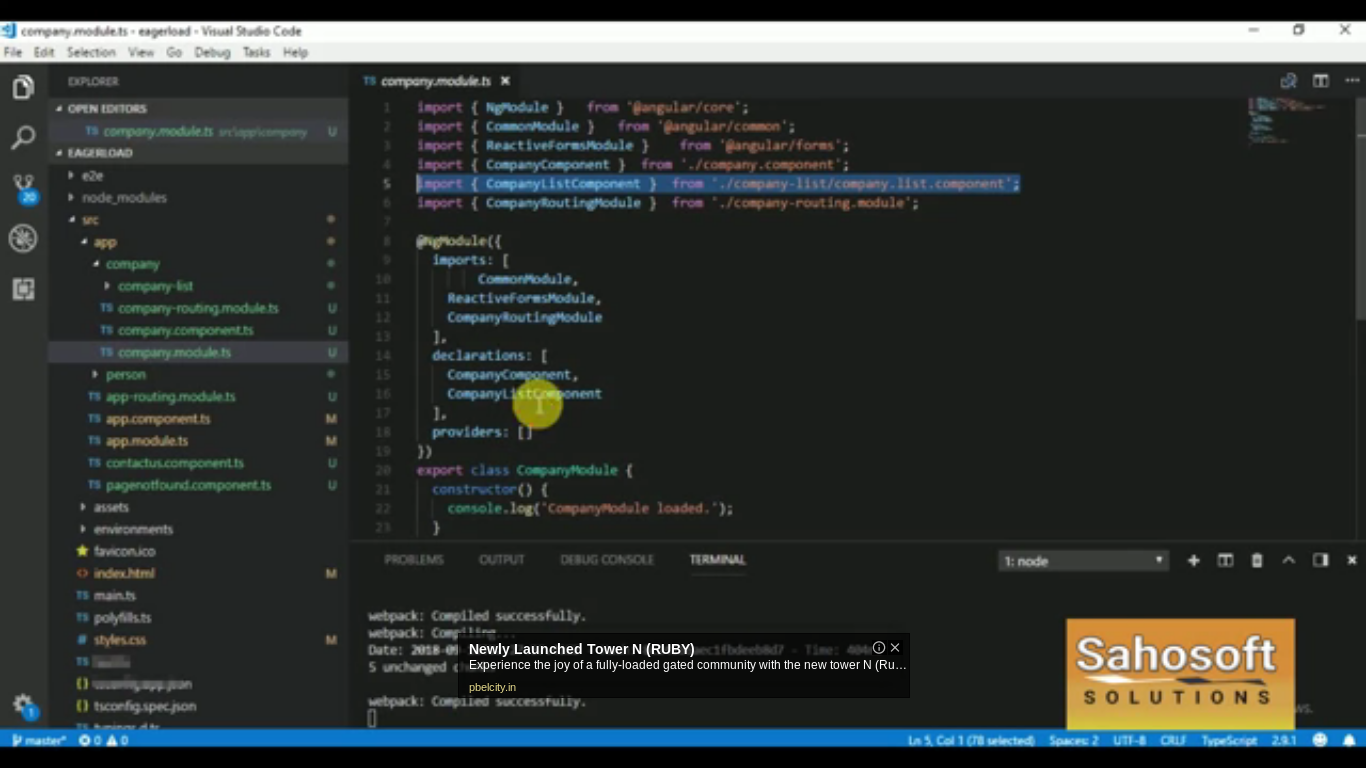 company.module.ts - eagerload - Visual Studio Code
File Edit Selection View Go Debug Tasks Help
EXPLORER
OPEN EDITORS
TS company.module.ts src\app\company U
EAGERLOAD
e2e
node_modules
src
app
company
company-list
TS company-routing.module.ts U
TS company.component.ts U
TS company.module.ts U
person
TS app-routing.module.ts U
TS app.component.ts M
TS app.module.ts M
TS contactus.component.ts U
TS pagenotfound.component.ts U
assets
environments
favicon.ico
index.html M
TS main.ts
TS polyfills.ts
styles.css M
TS
{} tsconfig.app.json
{} tsconfig.spec.json
TS typings.d.ts
20
1
TS company.module.ts
1 import { NgModule } from '@angular/core';
2 import { CommonModule } from '@angular/common';
3 import { ReactiveFormsModule } from '@angular/forms';
4 import { CompanyComponent } from './company.component';
5 import { CompanyListComponent } from './company-list/company.list.component';
6 import { CompanyRoutingModule } from './company-routing.module';
7
8 @NgModule({
9 imports: [
10 CommonModule,
11 ReactiveFormsModule,
12 CompanyRoutingModule
13 ],
14 declarations: [
15 CompanyComponent,
16 CompanyListComponent
17 ],
18 providers: []
19 })
20 export class CompanyModule {
21 constructor() {
22 console.log('CompanyModule loaded.');
23 }
PROBLEMS OUTPUT DEBUG CONSOLE TERMINAL 1: node
webpack: Compiled successfully.
webpack: Compiling...
Date: 2018-09
5 unchanged
webpack: Compiled successfully.
Newly Launched Tower N (RUBY)
Experience the joy of a fully-loaded gated community with the new tower N (Ru...
pbelcity.in
Sahosoft
SOLUTIONS
master* 0 0 Ln 5, Col 1 (78 selected) Spaces: 2 UTF-8 CRLF TypeScript 2.9.1